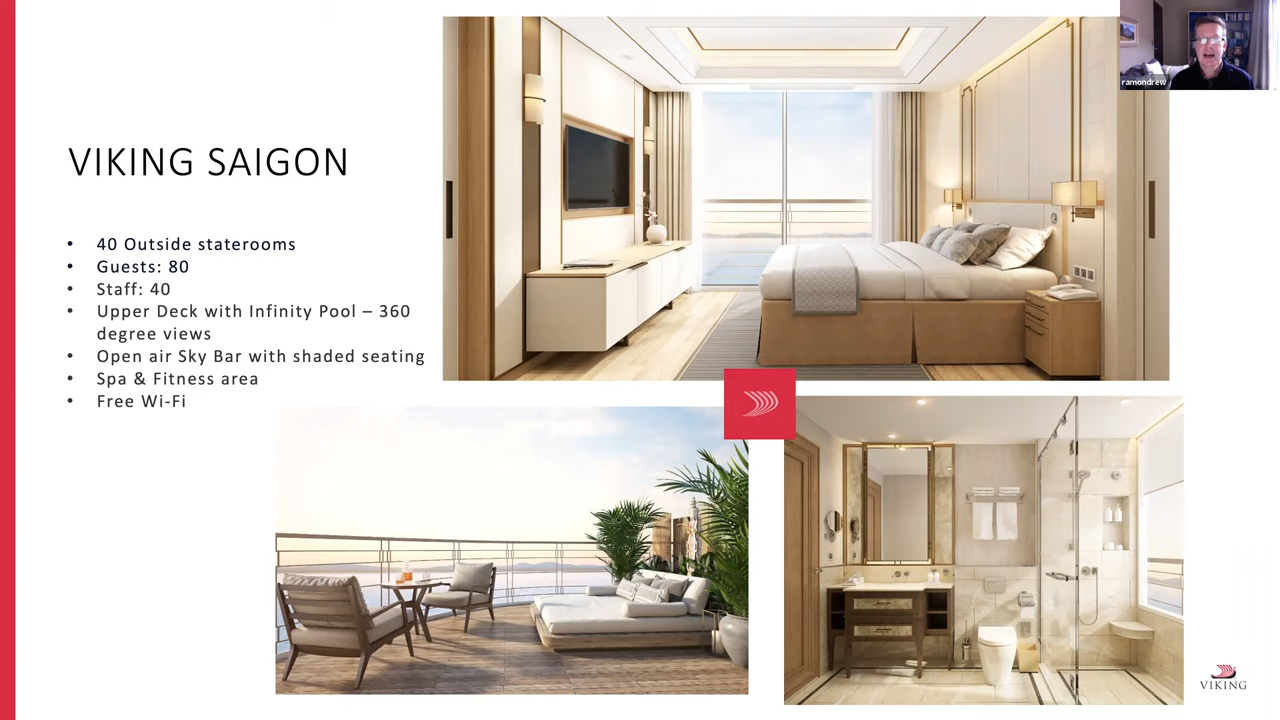 VIKING SAIGON
• 40 Outside staterooms
• Guests: 80
• Staff: 40
• Upper Deck with Infinity Pool – 360
degree views
• Open air Sky Bar with shaded seating
• Spa & Fitness area
• Free Wi-Fi
ramondrew
VIKING